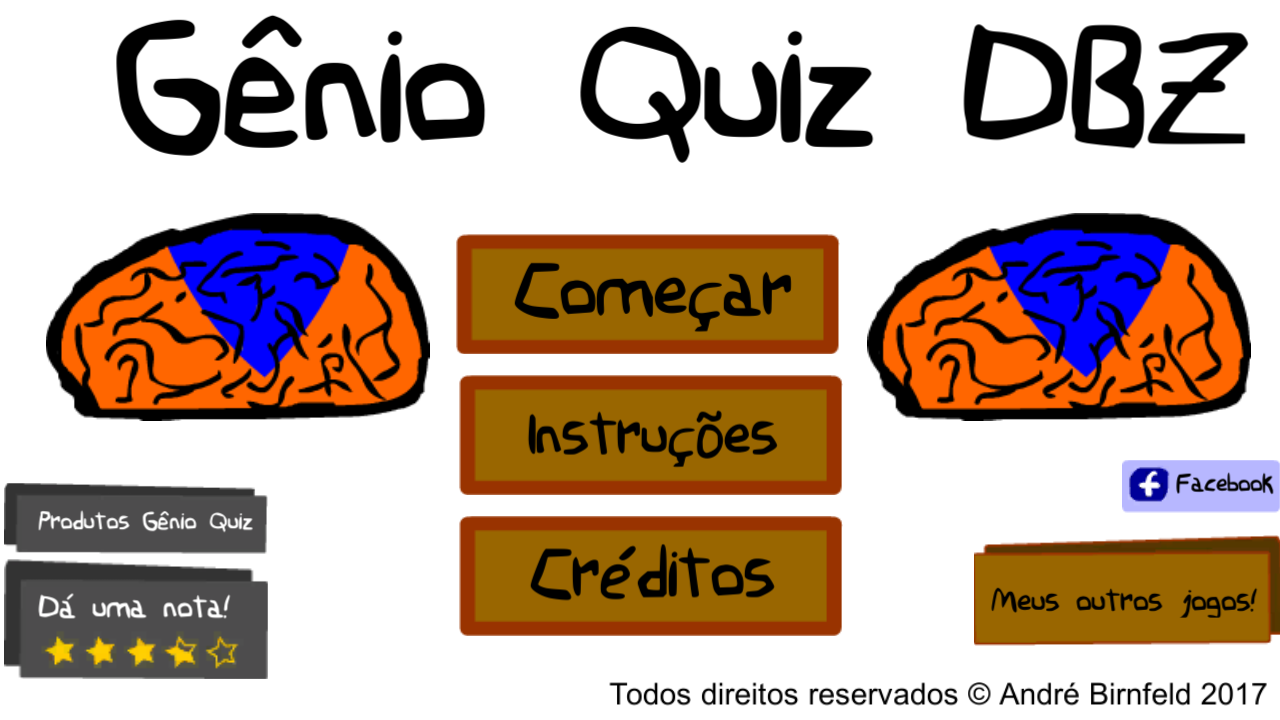 Gênio Quiz DBZ
Começar
Instruções
Créditos
Produtos Gênio Quiz
Dá uma nota!
Facebook
Meus outros jogos!
Todos direitos reservados © André Birnfeld 2017